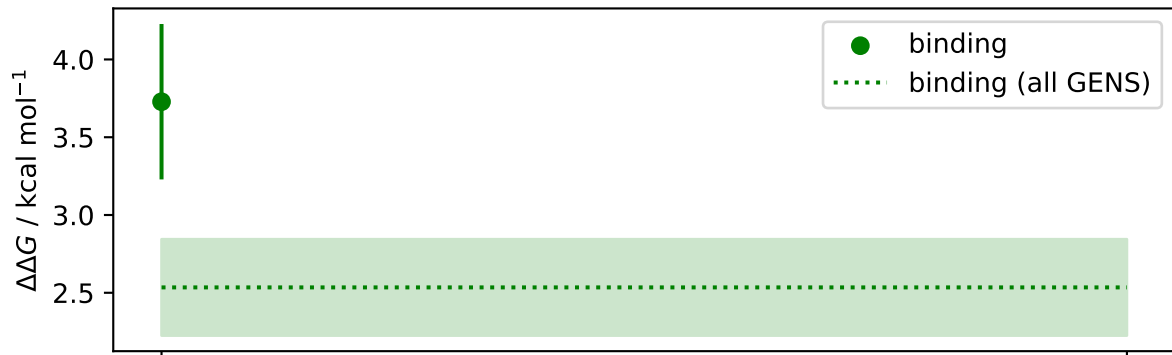 ΔΔG / kcal mol⁻¹
4.0
3.5
3.0
2.5
binding
binding (all GENS)